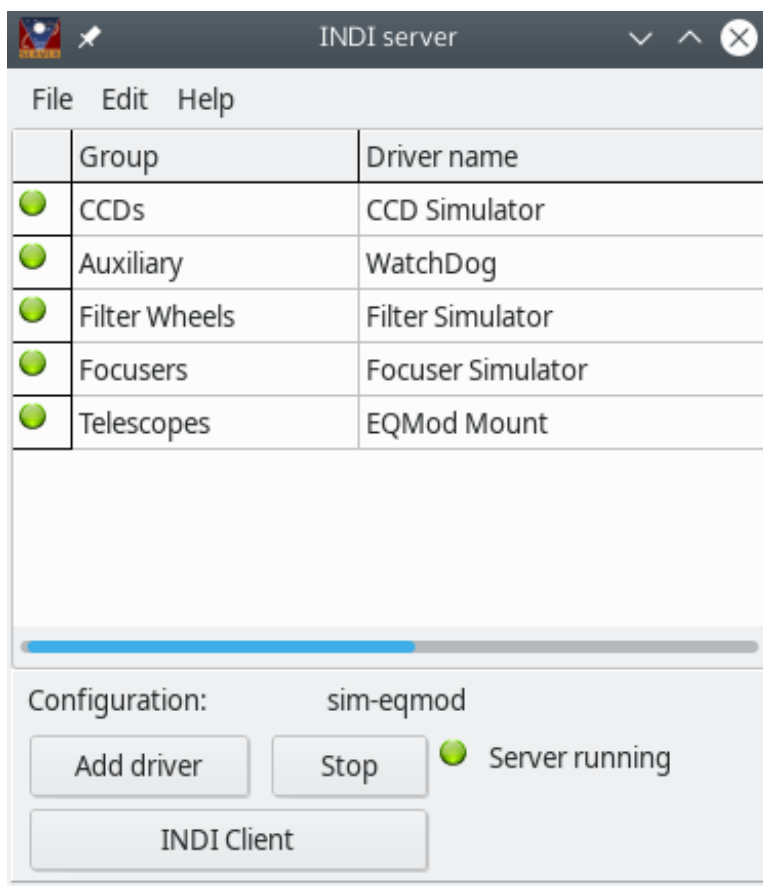 SERVER
INDI server
File Edit Help
Group Driver name
CCDs CCD Simulator
Auxiliary WatchDog
Filter Wheels Filter Simulator
Focusers Focuser Simulator
Telescopes EQMod Mount
Configuration: sim-eqmod
Add driver Stop Server running
INDI Client